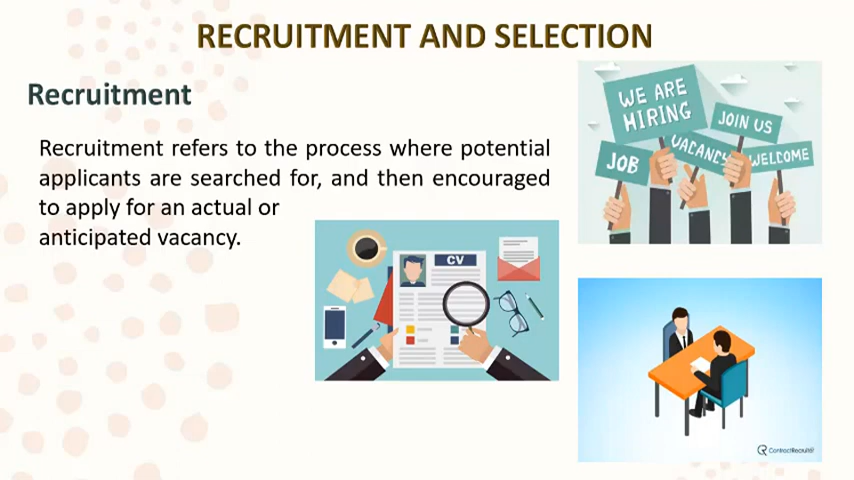 RECRUITMENT AND SELECTION
Recruitment
Recruitment refers to the process where potential
applicants are searched for, and then encouraged
to apply for an actual or
anticipated vacancy.
WE ARE
HIRING
JOIN US
JOB
VACANCY
WELCOME
CV
ContractRecruit